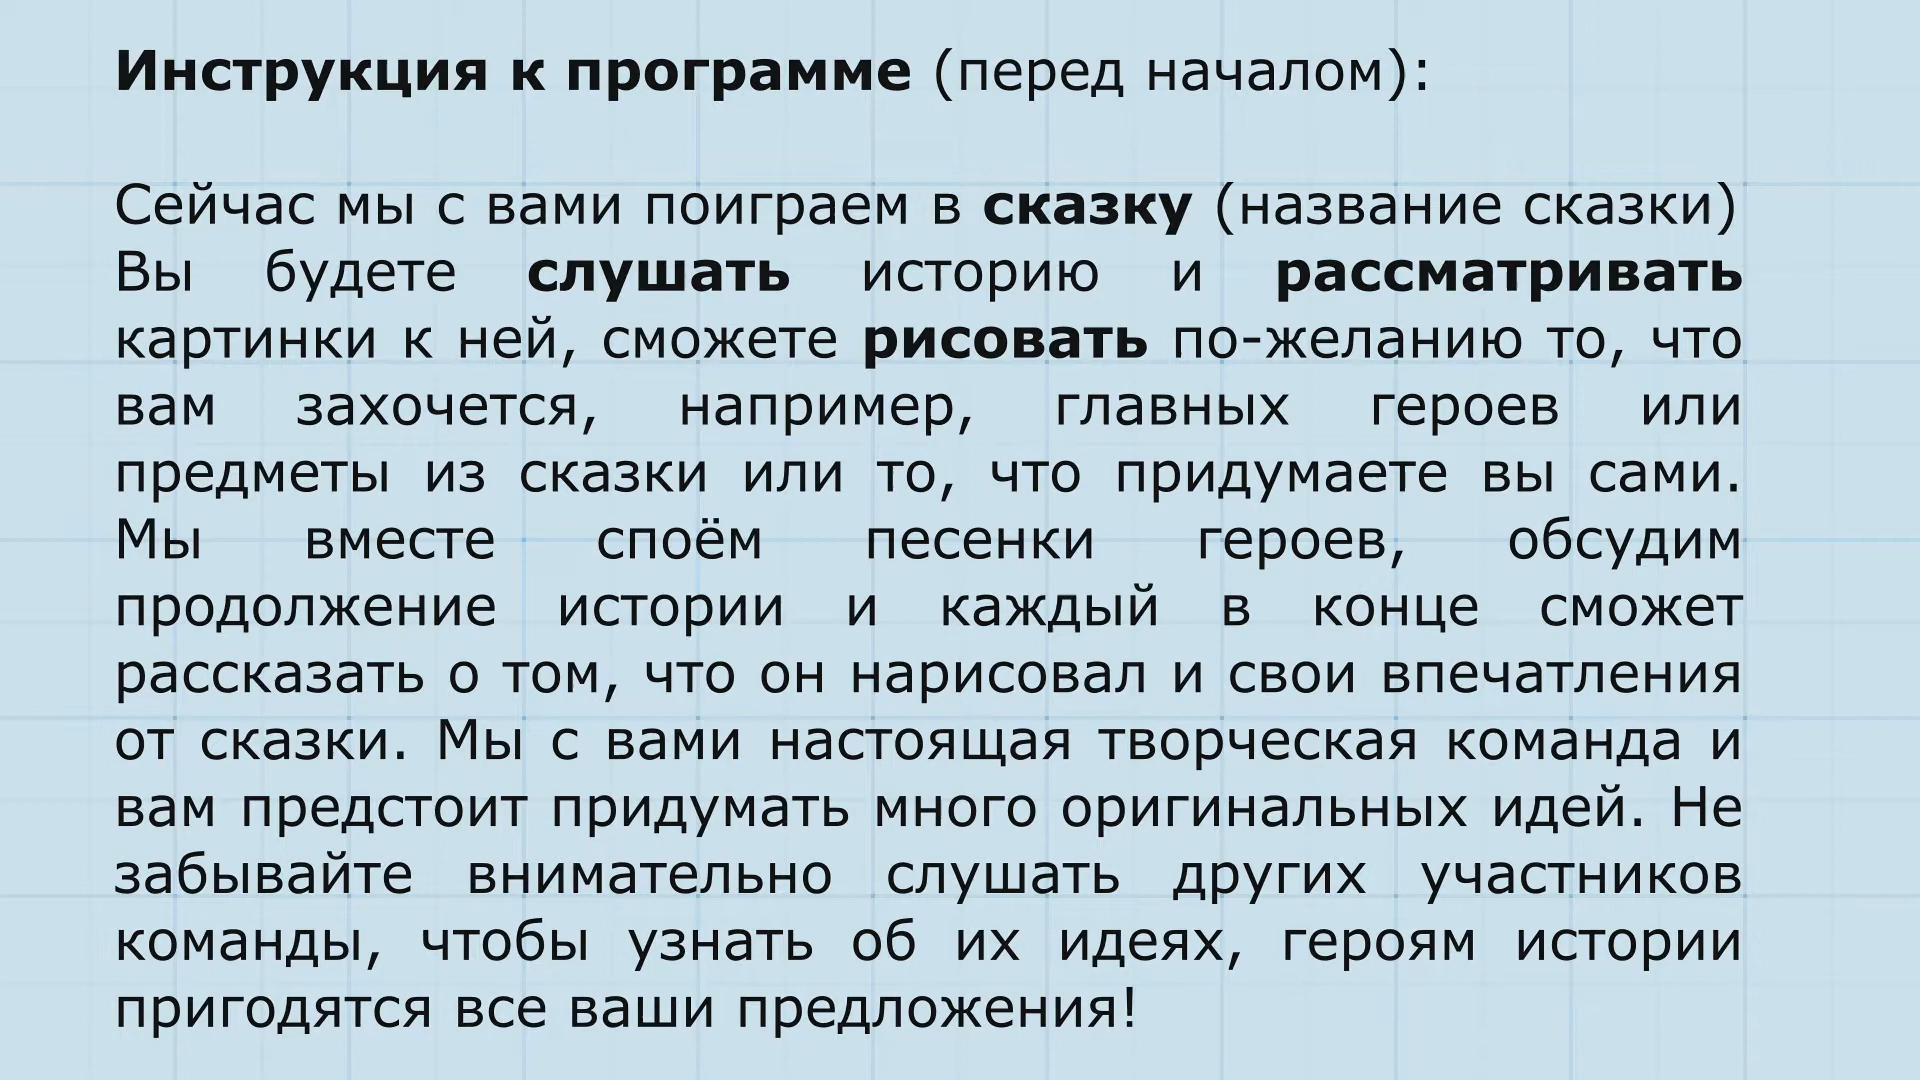 Инструкция к программе (перед началом):
Сейчас мы с вами поиграем в сказку (название сказки)
Вы будете слушать историю и рассматривать
картинки к ней, сможете рисовать по-желанию то, что
вам захочется, например, главных героев или
предметы из сказки или то, что придумаете вы сами.
Мы вместе споём песенки героев, обсудим
продолжение истории и каждый в конце сможет
рассказать о том, что он нарисовал и свои впечатления
от сказки. Мы с вами настоящая творческая команда и
вам предстоит придумать много оригинальных идей. Не
забывайте внимательно слушать других участников
команды, чтобы узнать об их идеях, героям истории
пригодятся все ваши предложения!